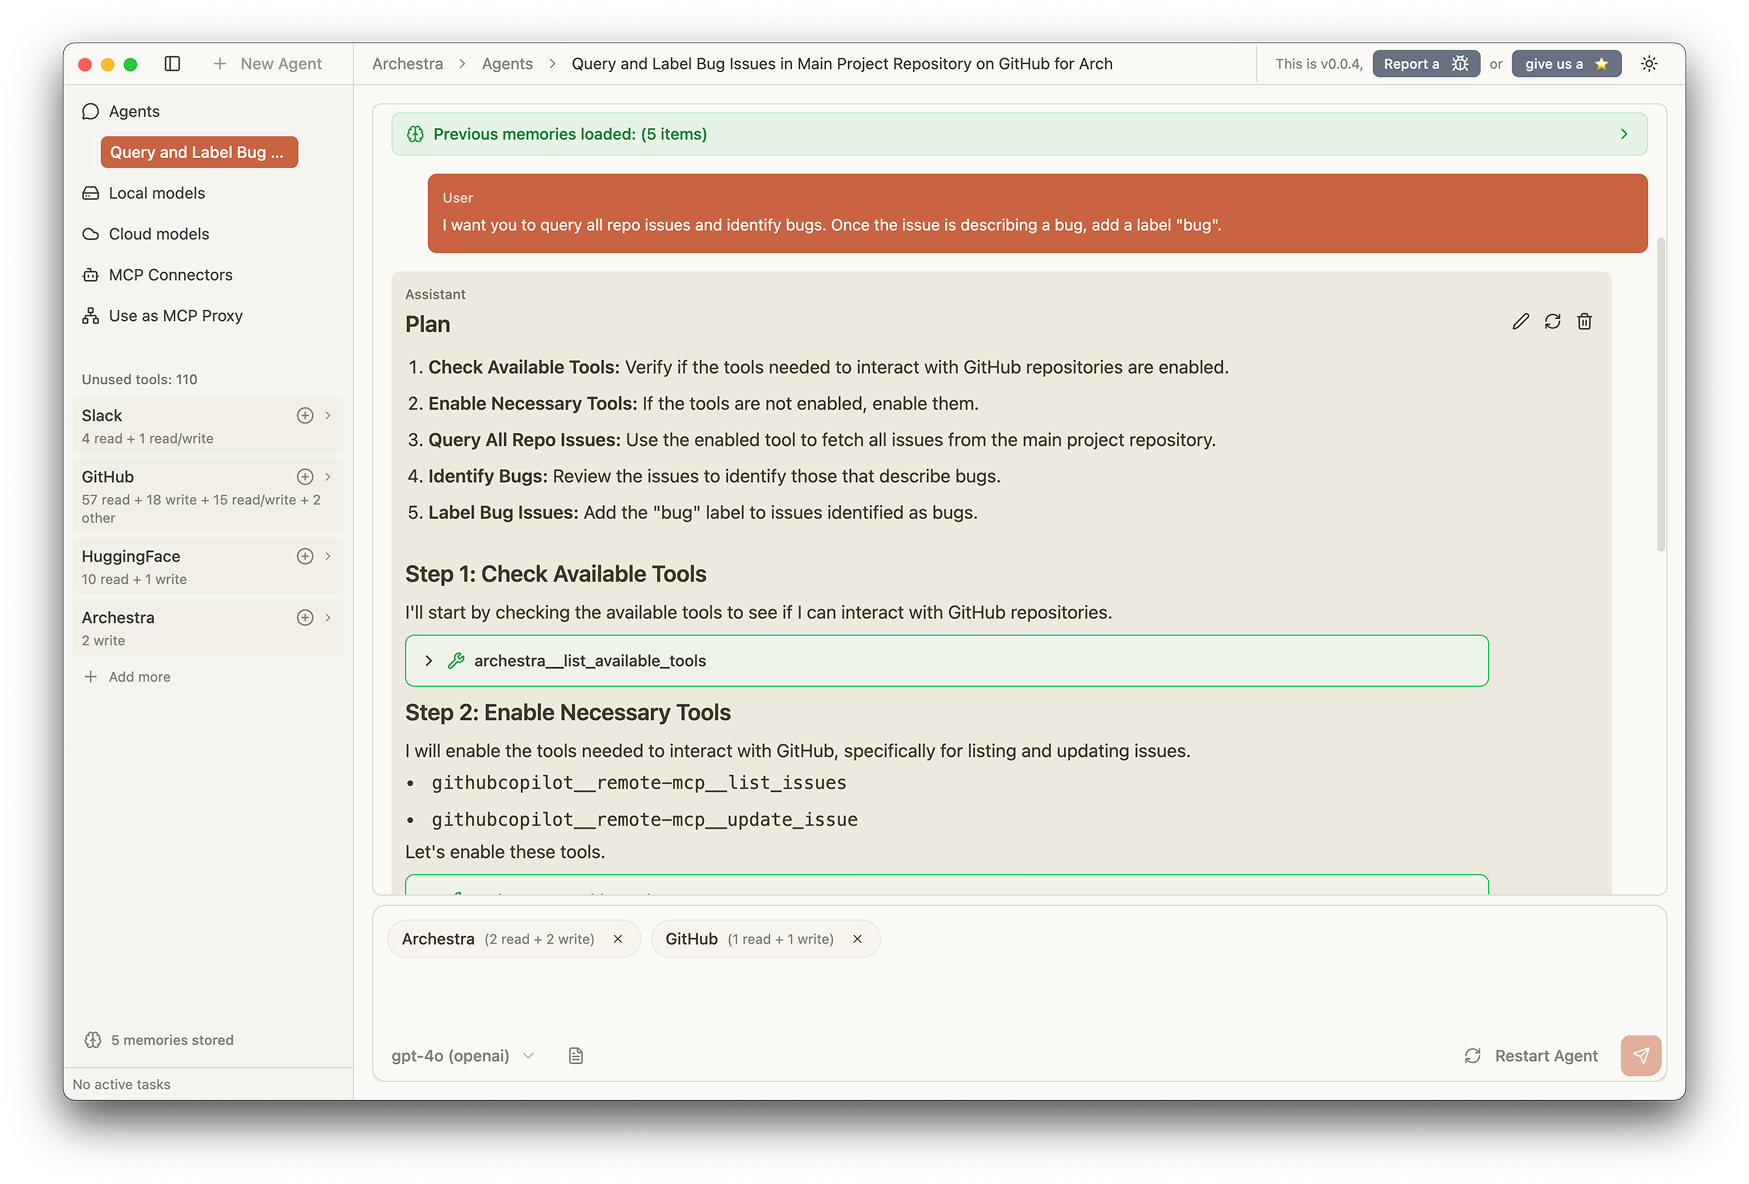 New Agent
Archestra > Agents > Query and Label Bug Issues in Main Project Repository on GitHub for Arch
This is v0.0.4, Report a or give us a
Agents
Query and Label Bug ...
Local models
Cloud models
MCP Connectors
Use as MCP Proxy
Unused tools: 110
Slack
4 read + 1 read/write
GitHub
57 read + 18 write + 15 read/write + 2
other
HuggingFace
10 read + 1 write
Archestra
2 write
Add more
5 memories stored
No active tasks
Previous memories loaded: (5 items)
User
I want you to query all repo issues and identify bugs. Once the issue is describing a bug, add a label "bug".
Assistant
Plan
1. Check Available Tools: Verify if the tools needed to interact with GitHub repositories are enabled.
2. Enable Necessary Tools: If the tools are not enabled, enable them.
3. Query All Repo Issues: Use the enabled tool to fetch all issues from the main project repository.
4. Identify Bugs: Review the issues to identify those that describe bugs.
5. Label Bug Issues: Add the "bug" label to issues identified as bugs.
Step 1: Check Available Tools
I'll start by checking the available tools to see if I can interact with GitHub repositories.
archestra__list_available_tools
Step 2: Enable Necessary Tools
I will enable the tools needed to interact with GitHub, specifically for listing and updating issues.
• githubcopilot__remote-mcp__list_issues
• githubcopilot__remote-mcp__update_issue
Let's enable these tools.
Archestra (2 read + 2 write) ×
GitHub (1 read + 1 write) ×
gpt-4o (openai)
Restart Agent